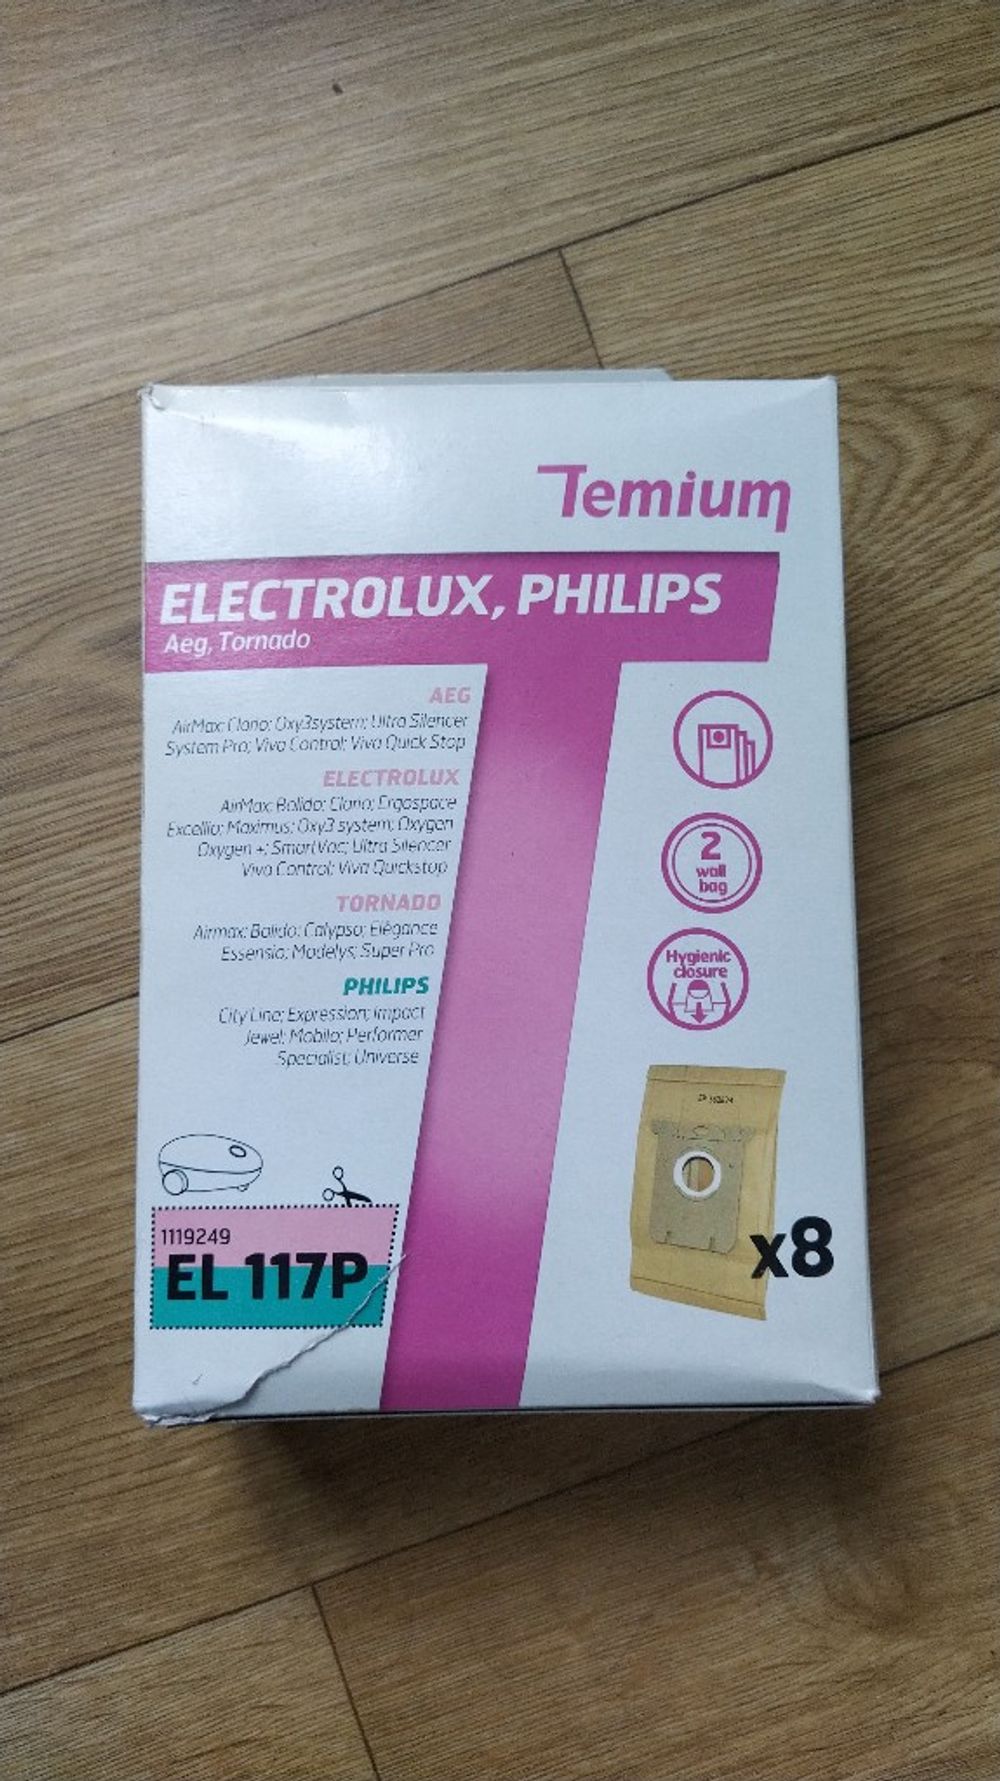 Temium
ELECTROLUX, PHILIPS
Aeg, Tornado
AEG
AirMax; Clario; Oxy3system; Ultra Silencer
System Pro; Viva Control; Viva Quick Stop
ELECTROLUX
AirMax; Bolido; Clario; Ergospace
Excellio; Maximus; Oxy3 system; Oxygen
Oxygen +; SmartVac; Ultra Silencer
Viva Control; Viva Quickstop
TORNADO
Airmax; Bolido; Calypso; Elégance
Essensio; Modelys; Super Pro
PHILIPS
City Line; Expression; Impact
Jewel; Mobilo; Performer
Specialist; Universe
2
wall
bag
Hygienic
closure
x8
1119249
EL 117P